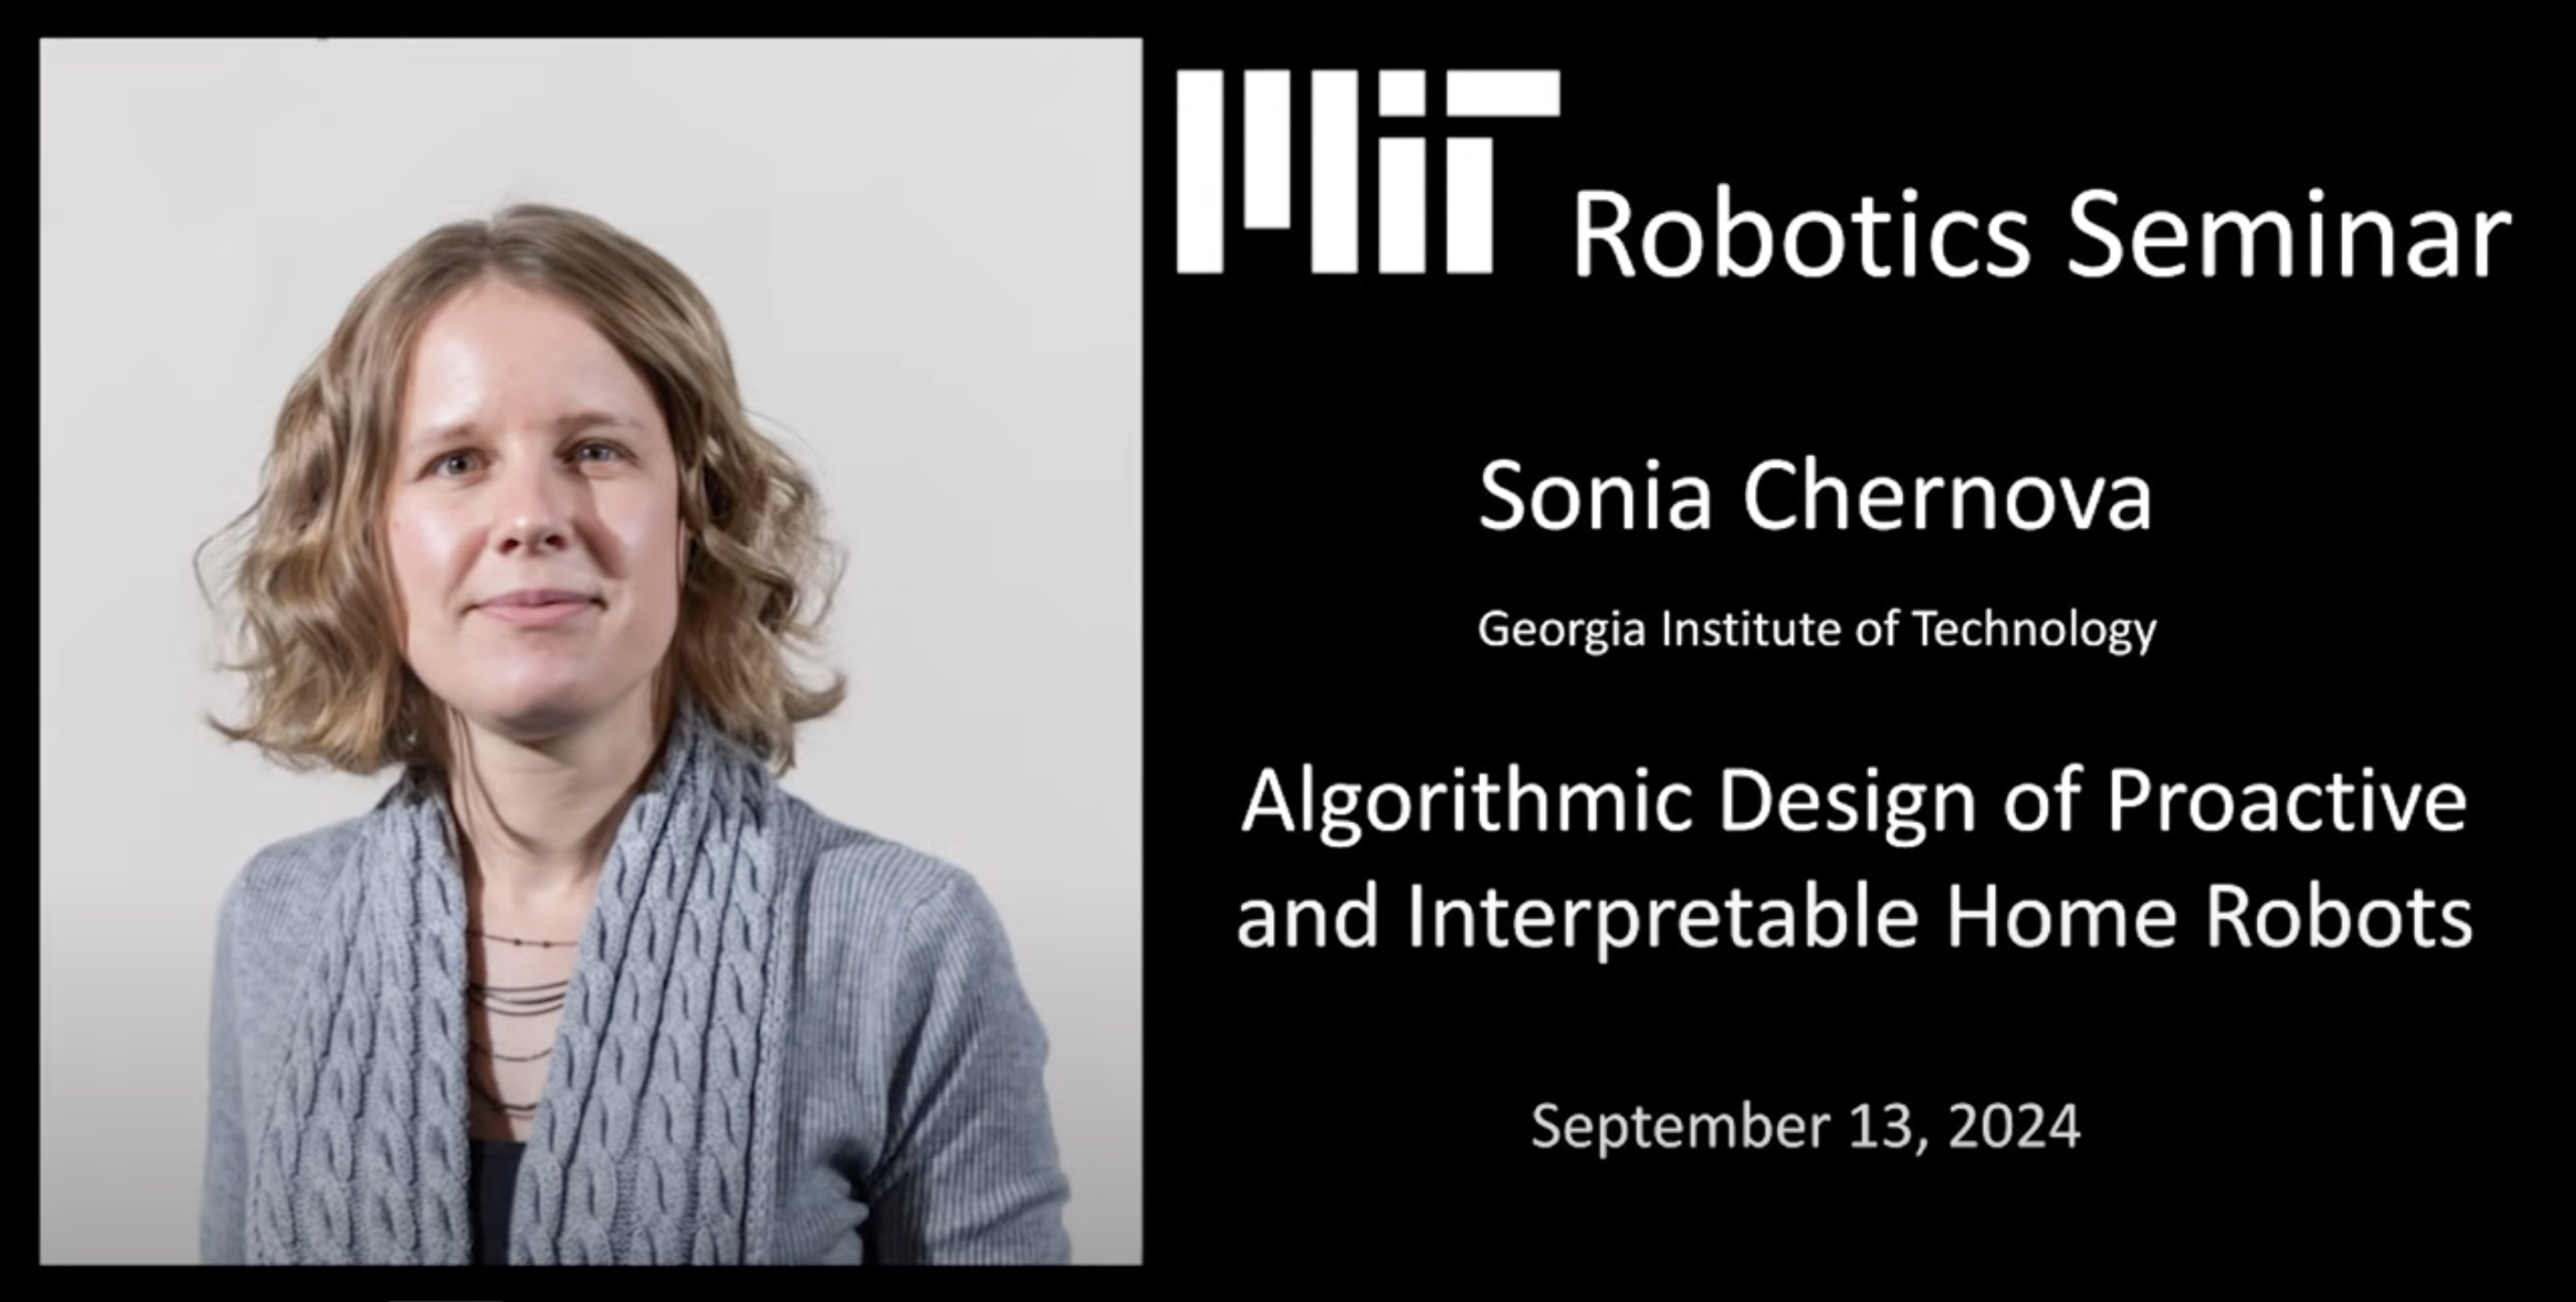 MIT Robotics Seminar
Sonia Chernova
Georgia Institute of Technology
Algorithmic Design of Proactive
and Interpretable Home Robots
September 13, 2024